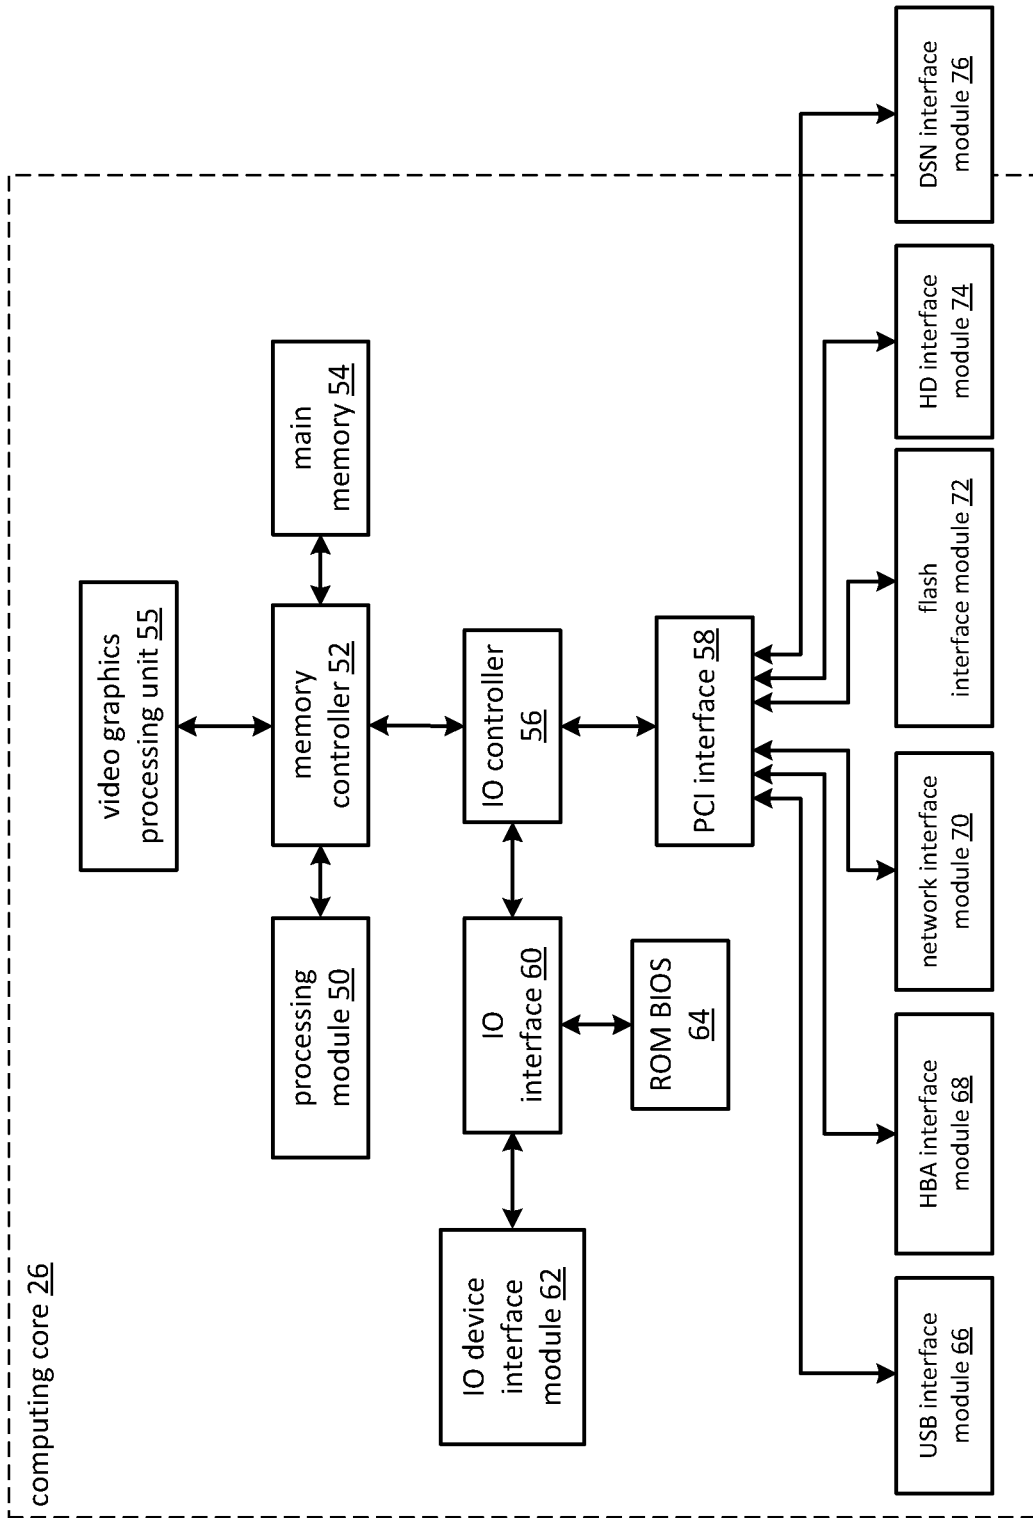 computing core 26
video graphics
processing unit 55
processing
module 50
memory
controller 52
main
memory 54
IO device
interface
module 62
IO
interface 60
IO controller
56
ROM BIOS
64
PCI interface 58
USB interface
module 66
HBA interface
module 68
network interface
module 70
flash
interface module 72
HD interface
module 74
DSN interface
module 76